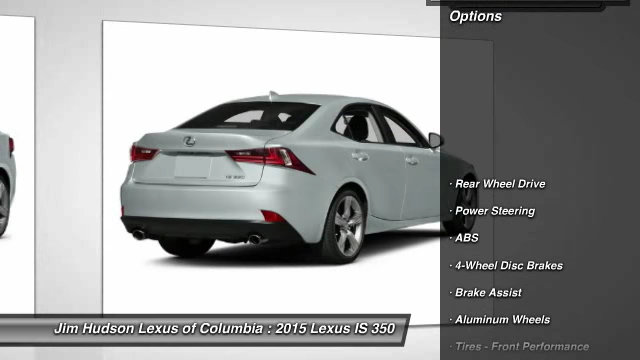 Options
· Rear Wheel Drive
· Power Steering
· ABS
· 4-Wheel Disc Brakes
· Brake Assist
· Aluminum Wheels
· Tires - Front Performance
Jim Hudson Lexus of Columbia : 2015 Lexus IS 350